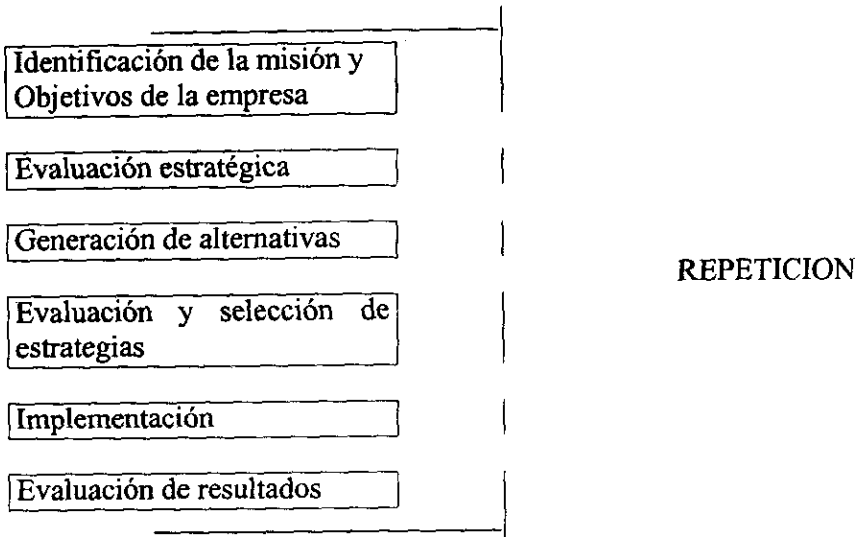 Identificación de la misión y
Objetivos de la empresa
Evaluación estratégica
Generación de alternativas
REPETICION
Evaluación y selección de
estrategias
Implementación
Evaluación de resultados